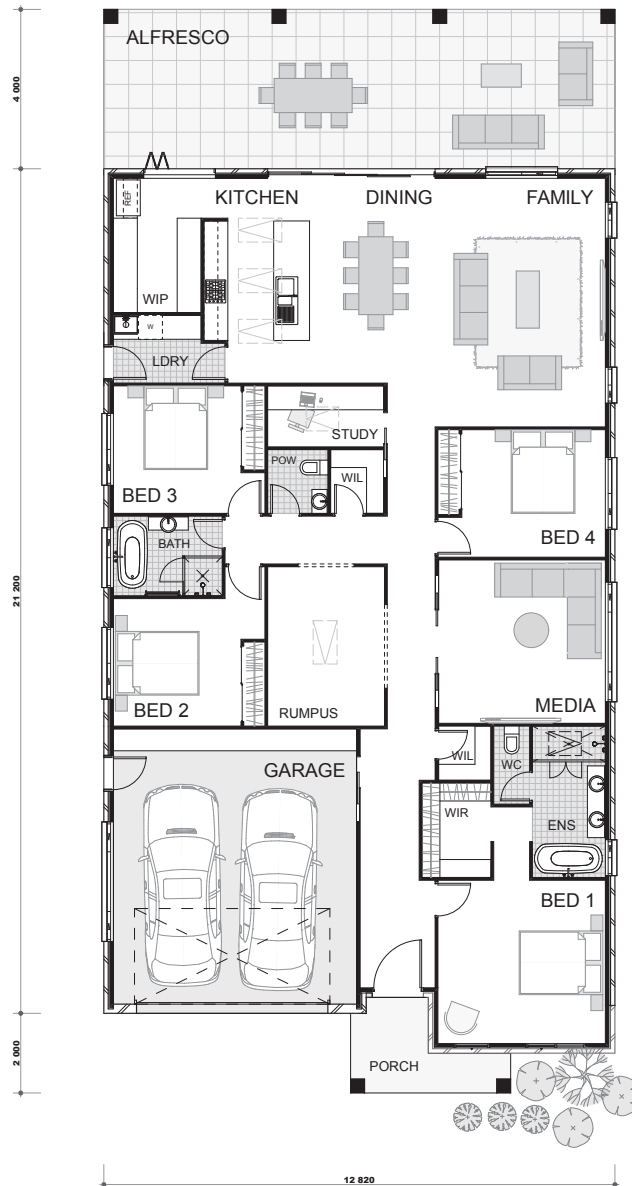 ALFRESCO
4 000
KITCHEN DINING FAMILY
REF
WIP
W
LDRY
STUDY
POW
WIL
BED 3
BED 4
BATH
21 200
BED 2
RUMPUS
MEDIA
GARAGE
WIL
WC
WIR
ENS
BED 1
2 000
PORCH
12 820